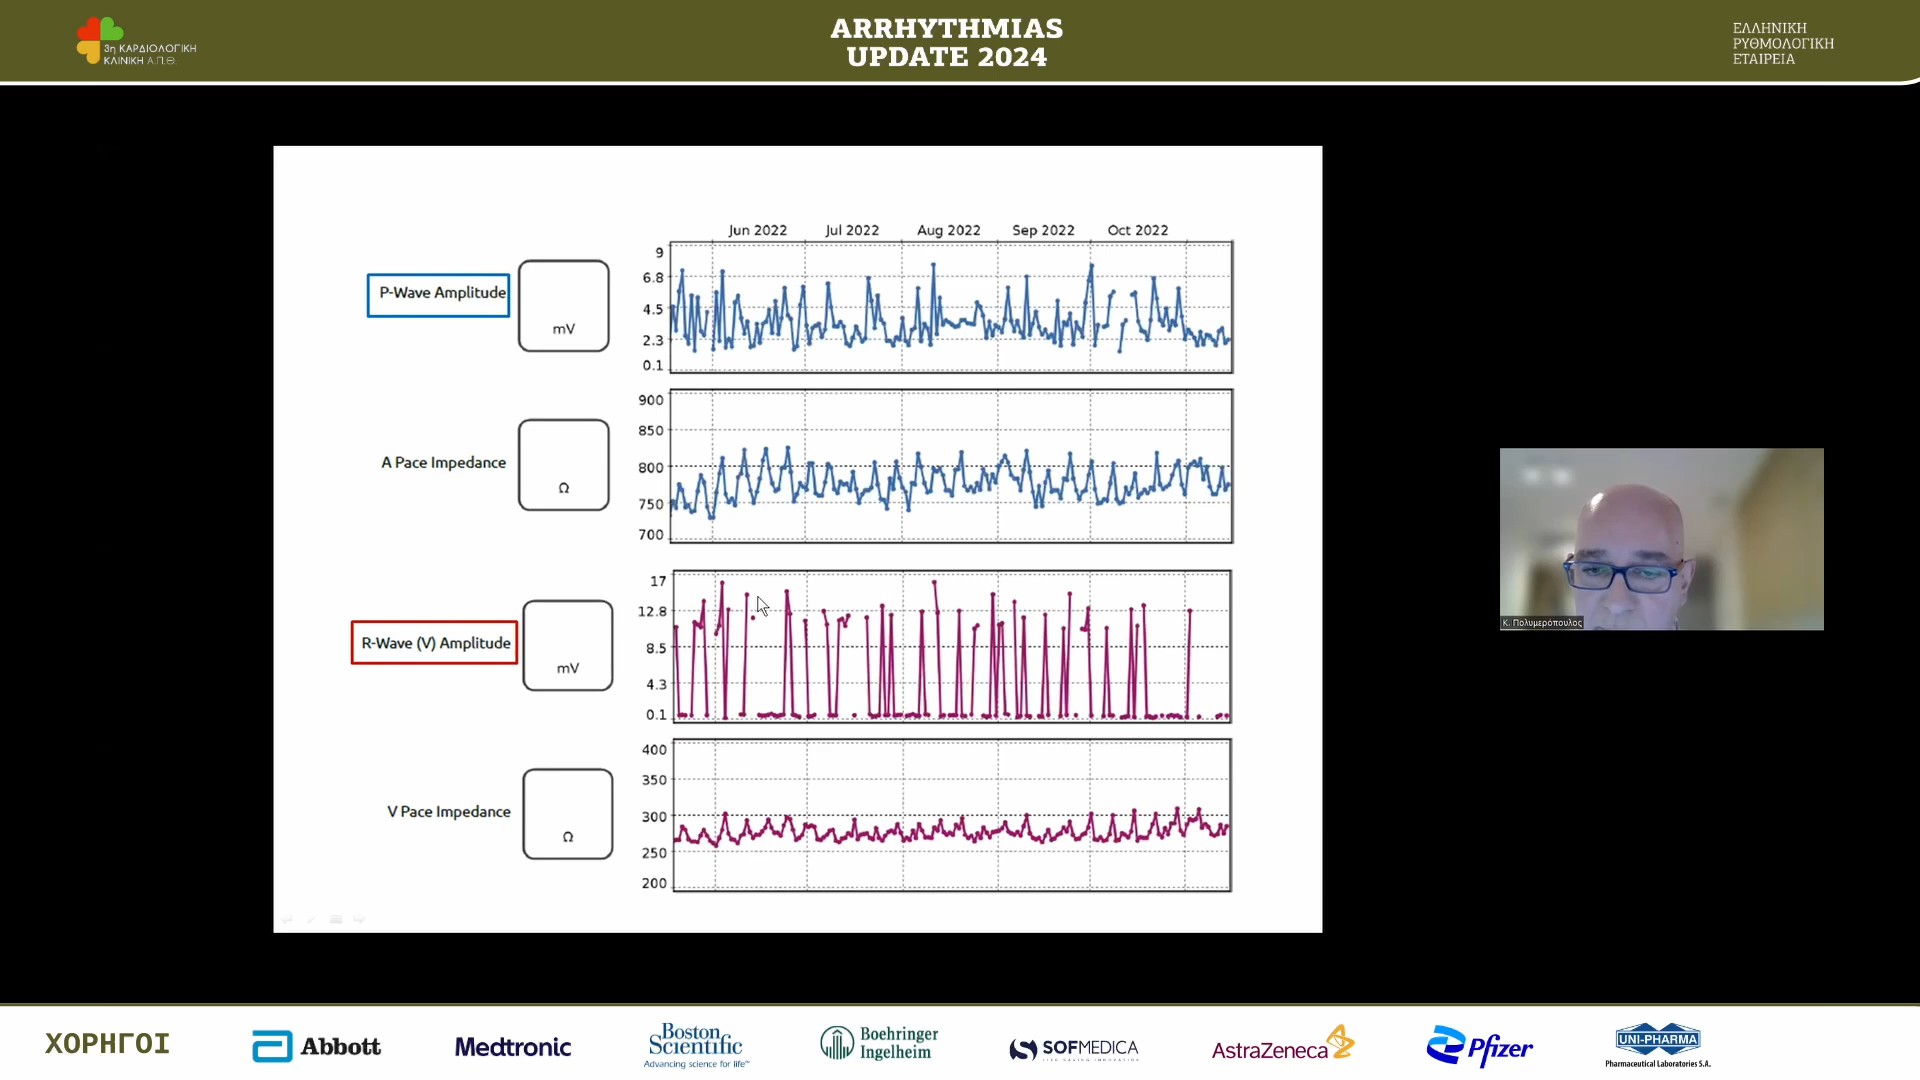 3η ΚΑΡΔΙΟΛΟΓΙΚΗ
ΚΛΙΝΙΚΗ Α.Π.Θ.
ARRHYTHMIAS
UPDATE 2024
ΕΛΛΗΝΙΚΗ
ΡΥΘΜΟΛΟΓΙΚΗ
ΕΤΑΙΡΕΙΑ
Jun 2022 Jul 2022 Aug 2022 Sep 2022 Oct 2022
P-Wave Amplitude
mV
9
6.8
4.5
2.3
0.1
A Pace Impedance
Ω
900
850
800
750
700
R-Wave (V) Amplitude
mV
17
12.8
8.5
4.3
0.1
V Pace Impedance
Ω
400
350
300
250
200
Κ. Πολυμερόπουλος
ΧΟΡΗΓΟΙ
Abbott
Medtronic
Boston
Scientific
Advancing science for life™
Boehringer
Ingelheim
SOFMEDICA
AstraZeneca
Pfizer
UNI-PHARMA
Pharmaceutical Laboratories S.A.